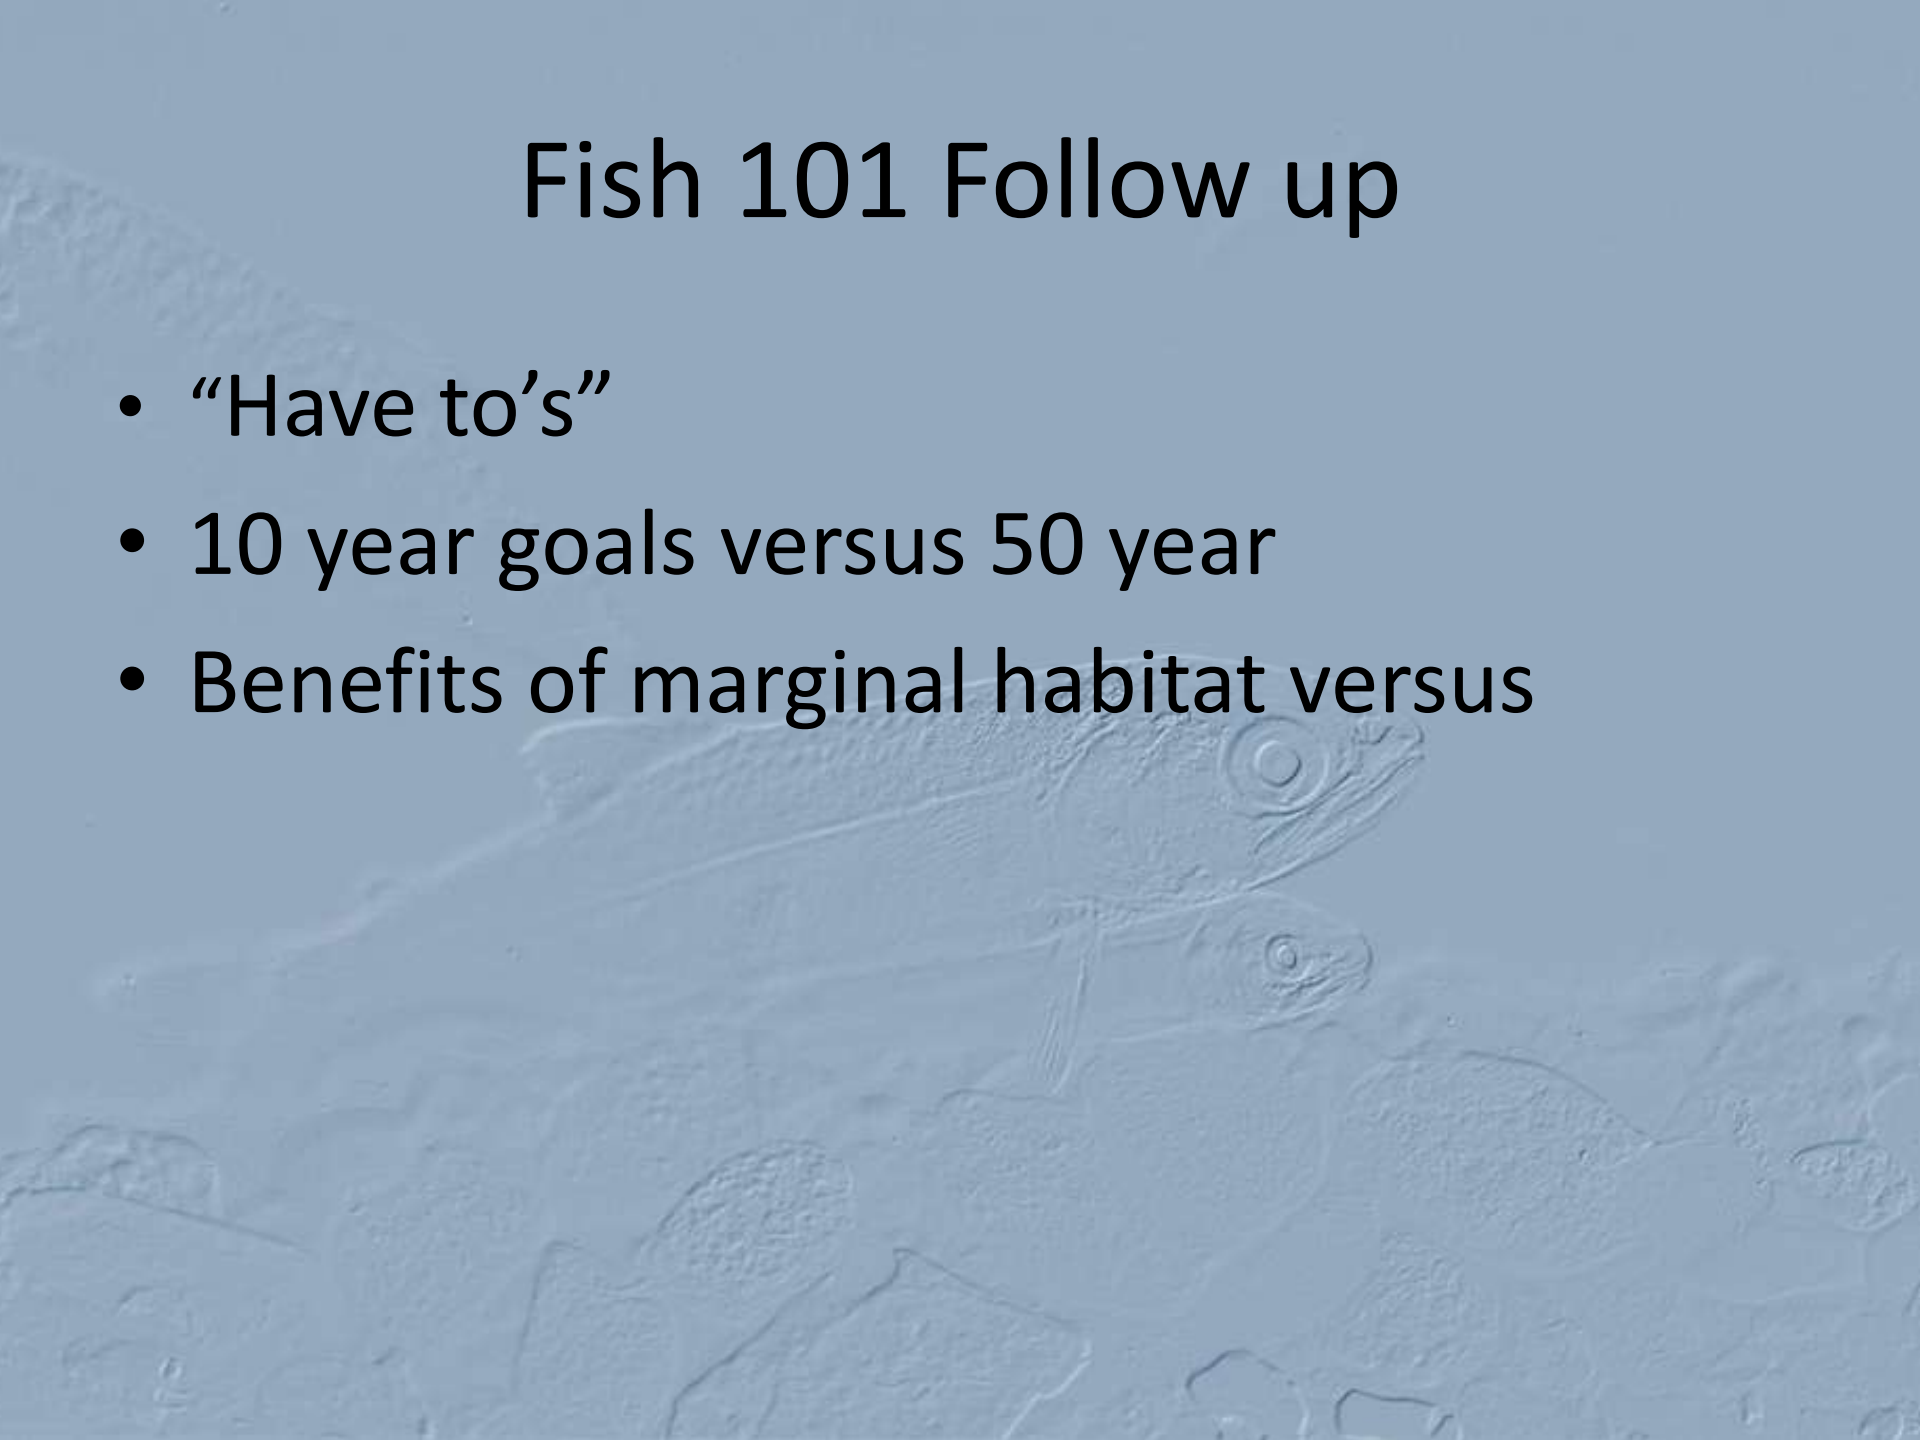 Fish 101 Follow up
• “Have to’s”
• 10 year goals versus 50 year
• Benefits of marginal habitat versus